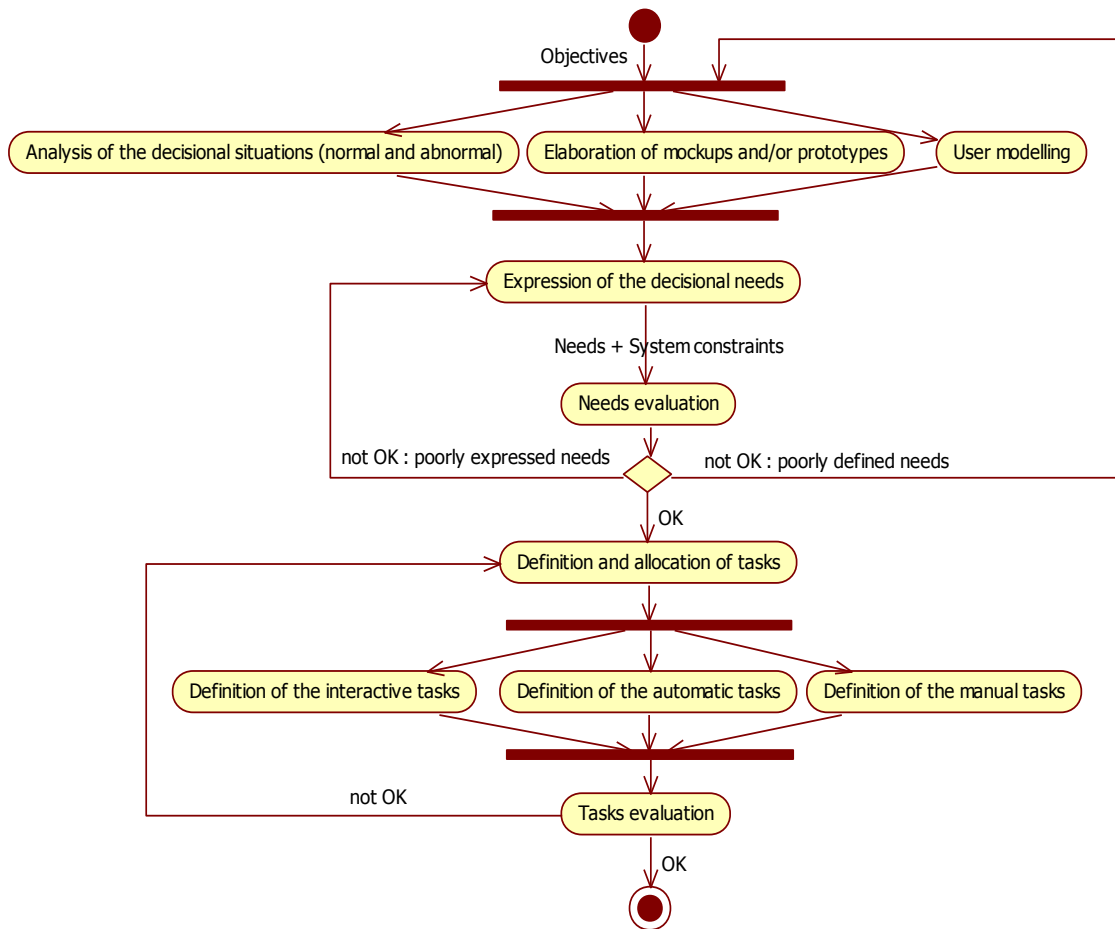 Objectives
Analysis of the decisional situations (normal and abnormal)
Elaboration of mockups and/or prototypes
User modelling
Expression of the decisional needs
Needs + System constraints
Needs evaluation
not OK : poorly expressed needs
not OK : poorly defined needs
OK
Definition and allocation of tasks
Definition of the interactive tasks
Definition of the automatic tasks
Definition of the manual tasks
not OK
Tasks evaluation
OK